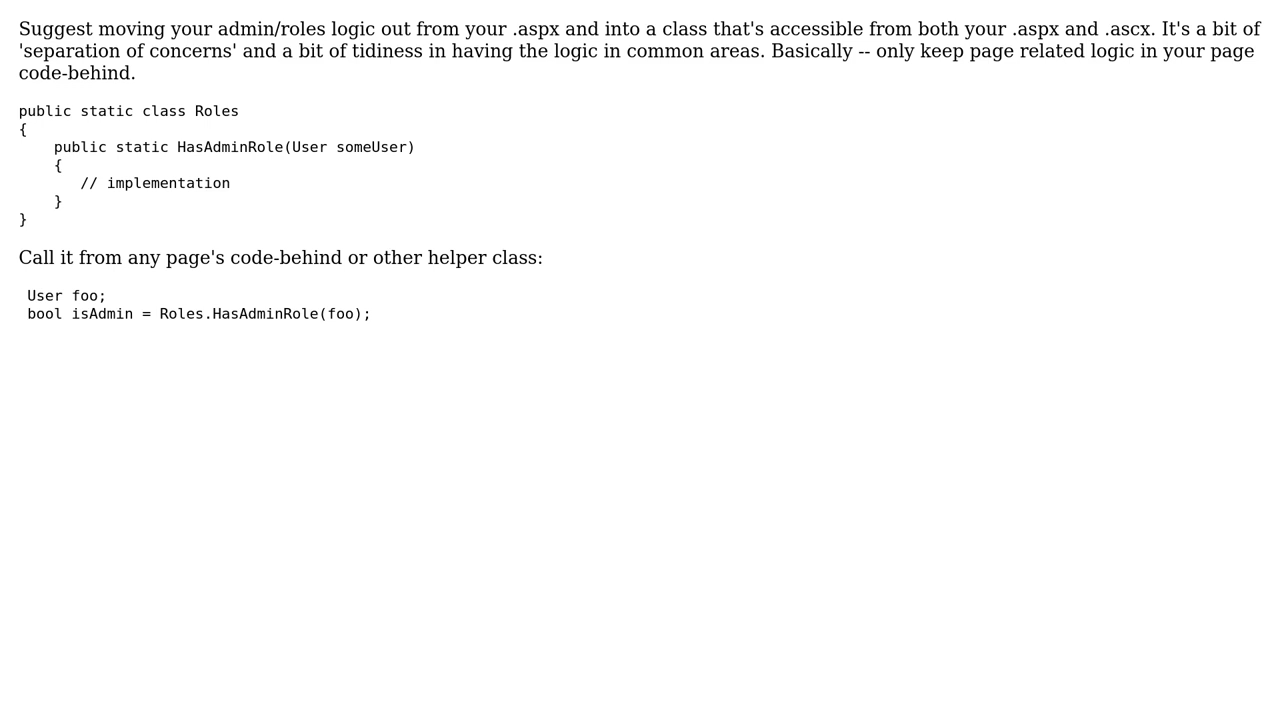 Suggest moving your admin/roles logic out from your .aspx and into a class that's accessible from both your .aspx and .ascx. It's a bit of
'separation of concerns' and a bit of tidiness in having the logic in common areas. Basically -- only keep page related logic in your page
code-behind.
public static class Roles
{
    public static HasAdminRole(User someUser)
    {
       // implementation
    }
}
Call it from any page's code-behind or other helper class:
 User foo;
 bool isAdmin = Roles.HasAdminRole(foo);